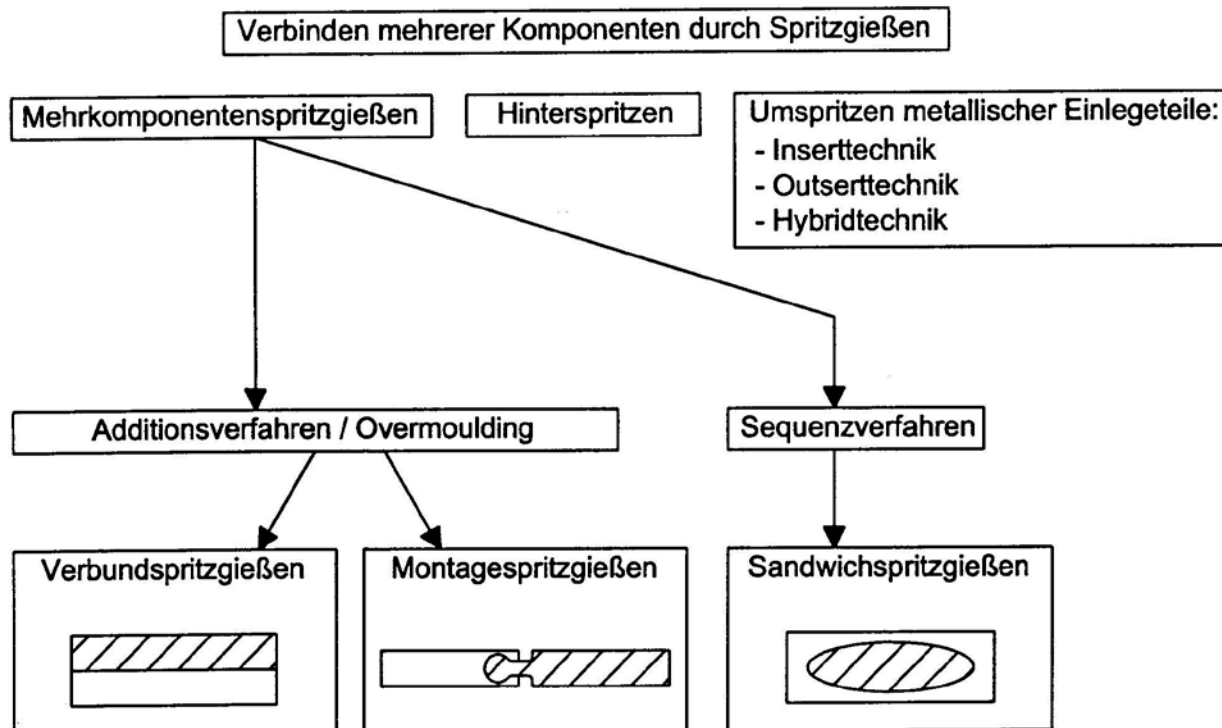 Verbinden mehrerer Komponenten durch Spritzgießen
Mehrkomponentenspritzgießen
Hinterspritzen
Umspritzen metallischer Einlegeteile:
- Inserttechnik
- Outserttechnik
- Hybridtechnik
Additionsverfahren / Overmoulding
Sequenzverfahren
Verbundspritzgießen
Montagespritzgießen
Sandwichspritzgießen